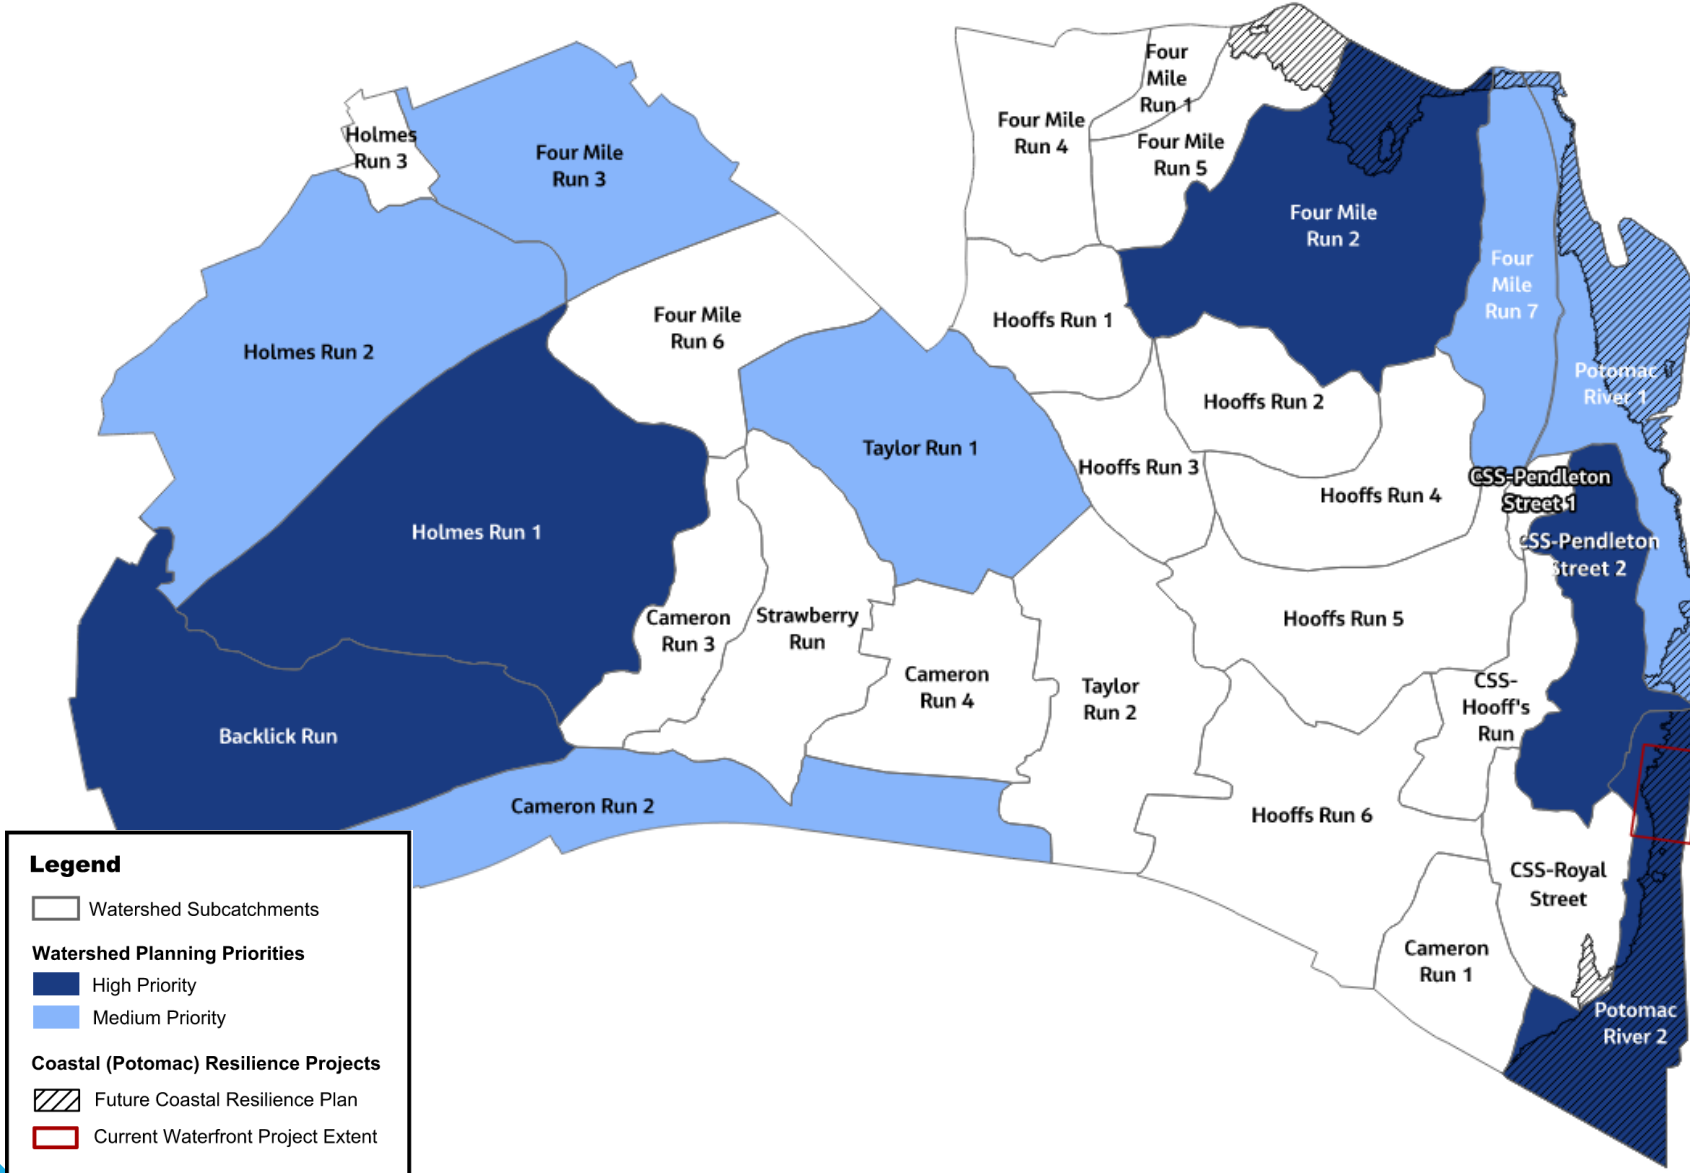 Four
Mile
Run 1
Four Mile
Run 4
Holmes
Run 3
Four Mile
Run 3
Four Mile
Run 5
Four Mile
Run 2
Four
Mile
Run 7
Four Mile
Run 6
Hooffs Run 1
Holmes Run 2
Potomac
River 1
Hooffs Run 2
Taylor Run 1
Hooffs Run 3
Hooffs Run 4
CSS-Pendleton
Street 1
Holmes Run 1
CSS-Pendleton
Street 2
Cameron
Run 3
Strawberry
Run
Hooffs Run 5
Cameron
Run 4
Taylor
Run 2
CSS-
Hooff's
Run
Backlick Run
Cameron Run 2
Hooffs Run 6
CSS-Royal
Street
Cameron
Run 1
Potomac
River 2
Legend
Watershed Subcatchments
Watershed Planning Priorities
High Priority
Medium Priority
Coastal (Potomac) Resilience Projects
Future Coastal Resilience Plan
Current Waterfront Project Extent